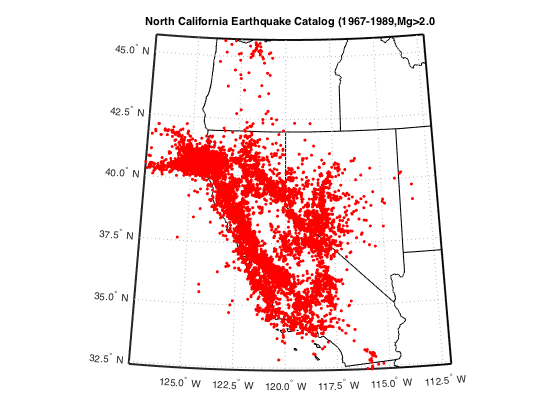 North California Earthquake Catalog (1967-1989,Mg>2.0
45.0° N
42.5° N
40.0° N
37.5° N
35.0° N
32.5° N
125.0° W 122.5° W 120.0° W 117.5° W 115.0° W 112.5° W